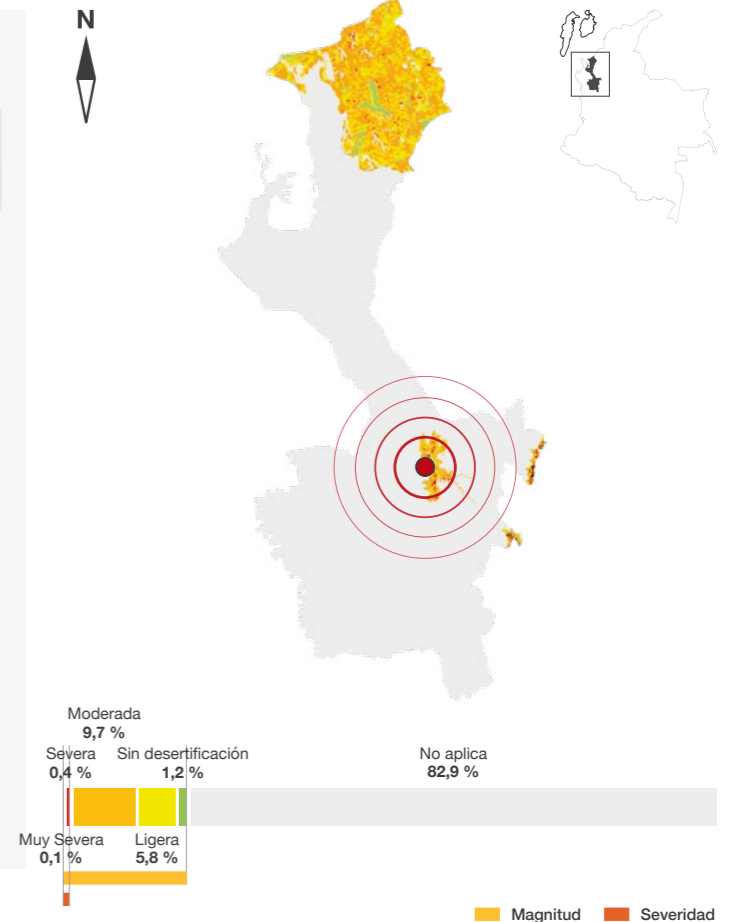 N
Moderada
9,7 %
Severa
0,4 %
Sin desertificación
1,2 %
No aplica
82,9 %
Muy Severa
0,1 %
Ligera
5,8 %
Magnitud
Severidad